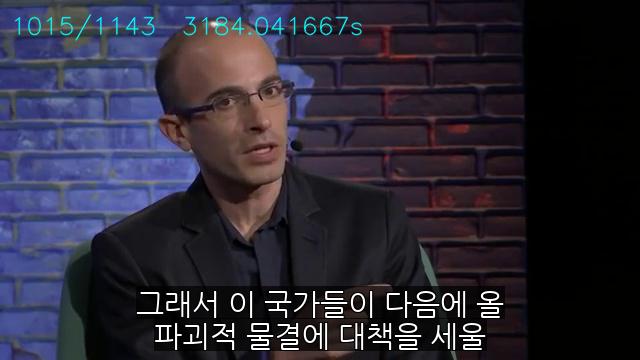 1015/1143 3184.041667s
그래서 이 국가들이 다음에 올
파괴적 물결에 대책을 세울